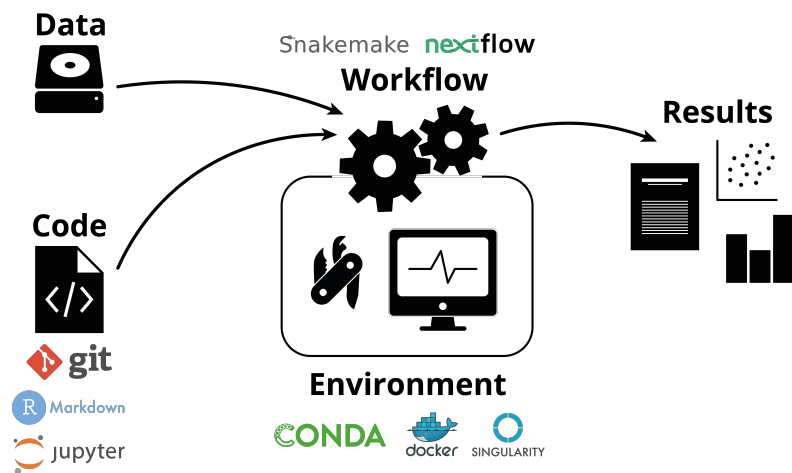 Data
Snakemake nextflow
Workflow
Results
Code
</>
git
R Markdown
jupyter
Environment
CONDA
docker
SINGULARITY